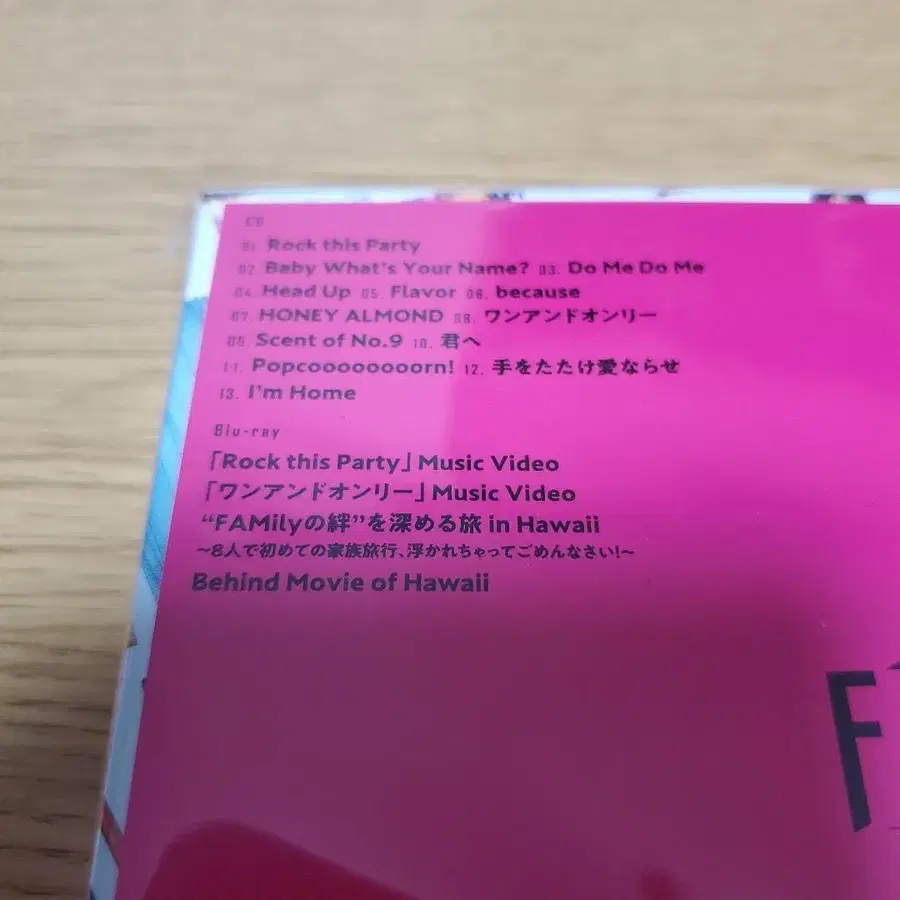 CD
01. Rock this Party
02. Baby What's Your Name? 03. Do Me Do Me
04. Head Up 05. Flavor 06. because
07. HONEY ALMOND 08. ワンアンドオンリー
09. Scent of No.9 10. 君へ
11. Popcoooooooorn! 12. 手をたたけ愛ならせ
13. I'm Home
Blu-ray
「Rock this Party」Music Video
「ワンアンドオンリー」Music Video
“FAMilyの絆”を深める旅 in Hawaii
~8人で初めての家族旅行、浮かれちゃってごめんなさい!~
Behind Movie of Hawaii
F